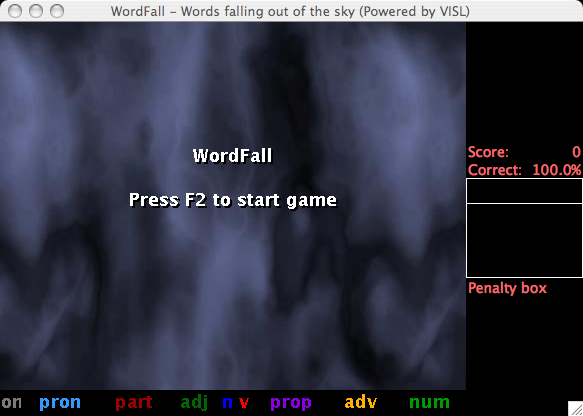 WordFall - Words falling out of the sky (Powered by VISL)
WordFall
Press F2 to start game
Score: 0
Correct: 100.0%
Penalty box
on pron part adj n v prop adv num